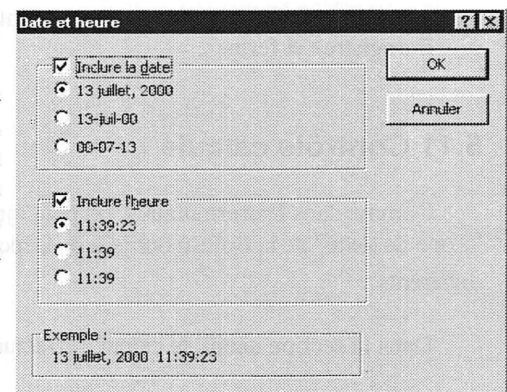 Date et heure
Inclure la date
OK
13 juillet, 2000
13-juil-00
Annuler
00-07-13
Inclure l'heure
11:39:23
11:39
11:39
Exemple :
13 juillet, 2000 11:39:23